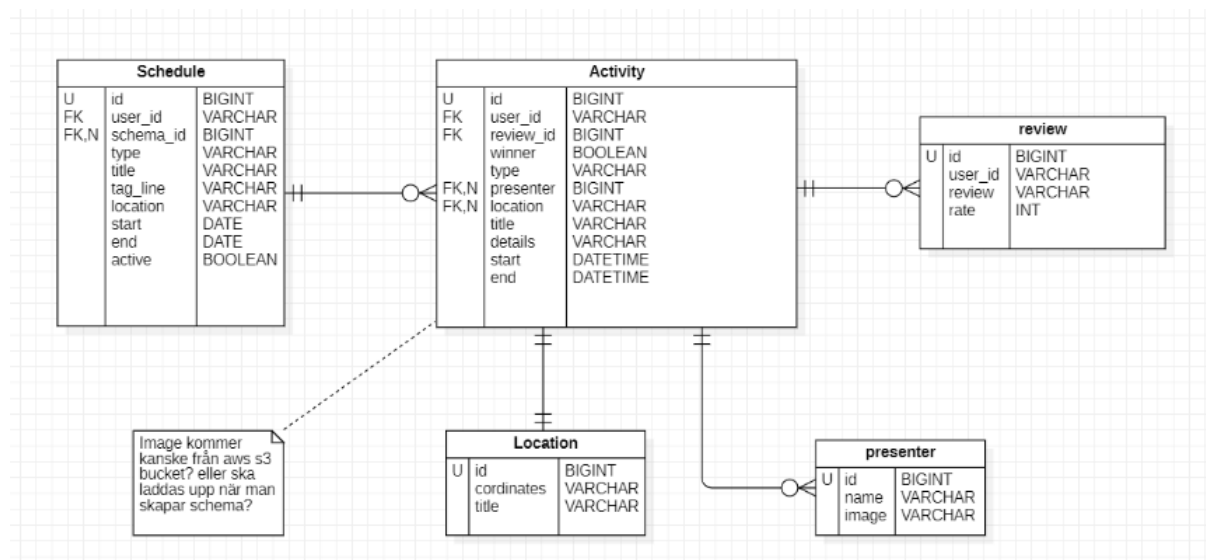 Schedule
U id BIGINT
FK user_id VARCHAR
FK,N schema_id BIGINT
type VARCHAR
title VARCHAR
tag_line VARCHAR
location VARCHAR
start DATE
end DATE
active BOOLEAN
Activity
U id BIGINT
FK user_id VARCHAR
FK review_id BIGINT
winner BOOLEAN
type VARCHAR
FK,N presenter BIGINT
FK,N location VARCHAR
title VARCHAR
details VARCHAR
start DATETIME
end DATETIME
review
U id BIGINT
user_id VARCHAR
review VARCHAR
rate INT
Image kommer
kanske från aws s3
bucket? eller ska
laddas upp när man
skapar schema?
Location
U id BIGINT
cordinates VARCHAR
title VARCHAR
presenter
U id BIGINT
name VARCHAR
image VARCHAR